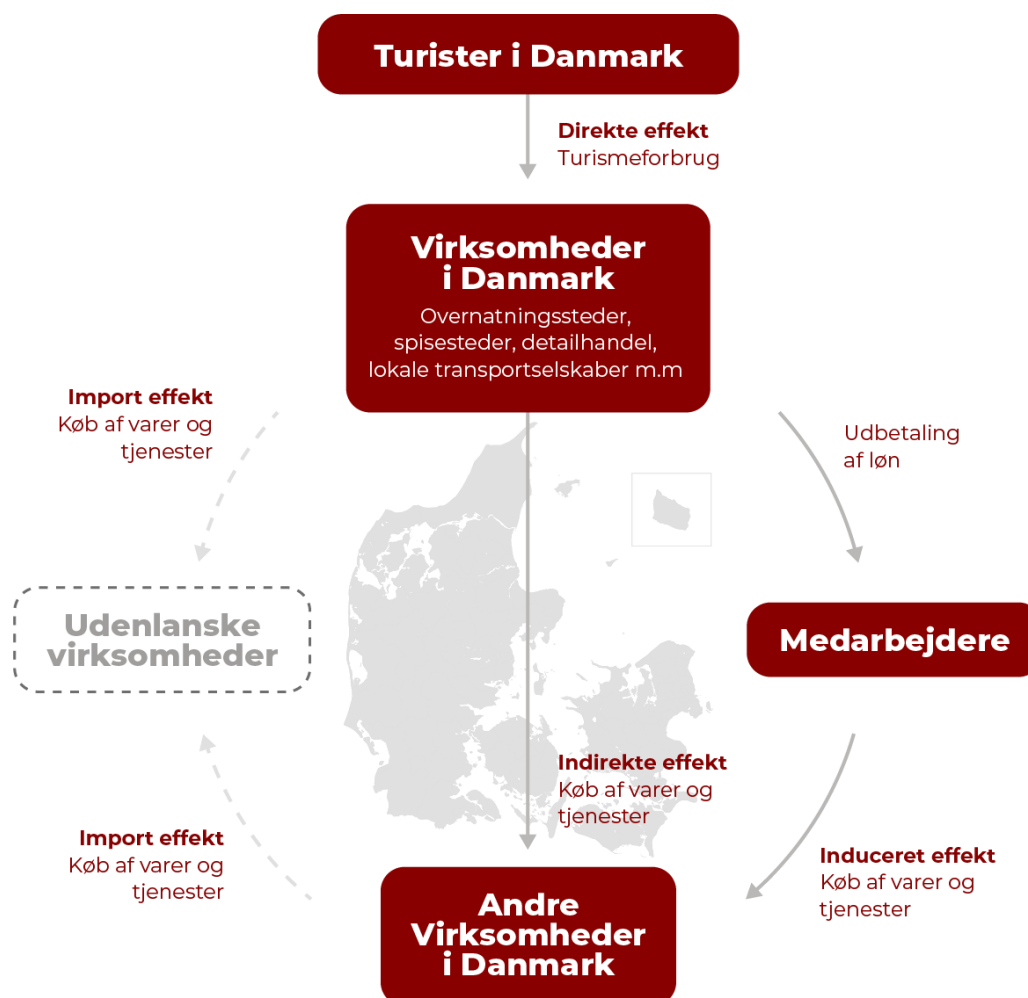 Turister i Danmark
Direkte effekt
Turismeforbrug
Virksomheder
i Danmark
Overnatningssteder,
spisesteder, detailhandel,
lokale transportselskaber m.m
Import effekt
Køb af varer og
tjenester
Udbetaling
af løn
Udenlanske
virksomheder
Medarbejdere
Indirekte effekt
Køb af varer og
tjenester
Import effekt
Køb af varer og
tjenester
Induceret effekt
Køb af varer og
tjenester
Andre
Virksomheder
i Danmark